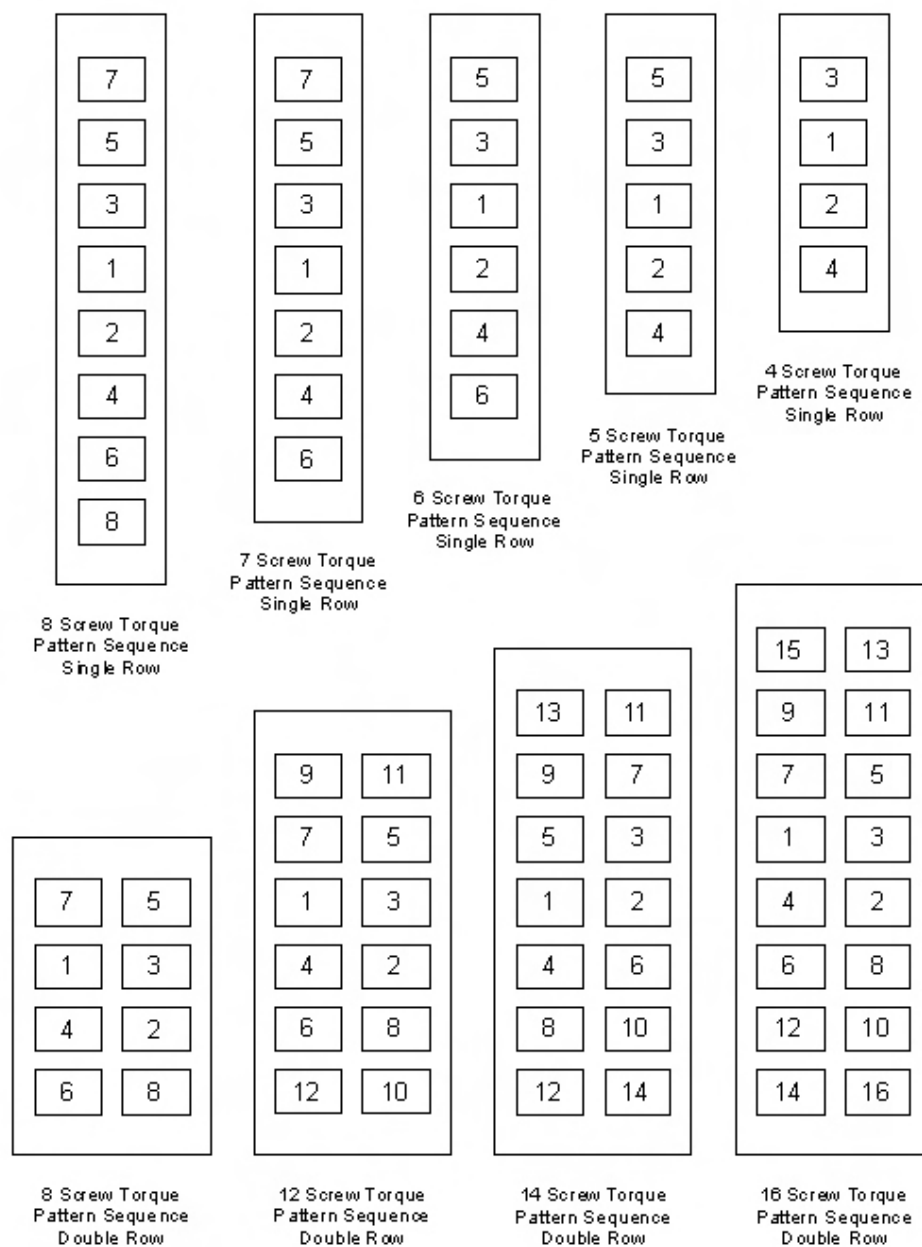 7
5
3
1
2
4
6
8
8 Screw Torque
Pattern Sequence
Single Row
7
5
3
1
2
4
6
7 Screw Torque
Pattern Sequence
Single Row
5
3
1
2
4
6
6 Screw Torque
Pattern Sequence
Single Row
5
3
1
2
4
5 Screw Torque
Pattern Sequence
Single Row
3
1
2
4
4 Screw Torque
Pattern Sequence
Single Row
7 5
1 3
4 2
6 8
8 Screw Torque
Pattern Sequence
Double Row
9 11
7 5
1 3
4 2
6 8
12 10
12 Screw Torque
Pattern Sequence
Double Row
13 11
9 7
5 3
1 2
4 6
8 10
12 14
14 Screw Torque
Pattern Sequence
Double Row
15 13
9 11
7 5
1 3
4 2
6 8
12 10
14 16
16 Screw Torque
Pattern Sequence
Double Row